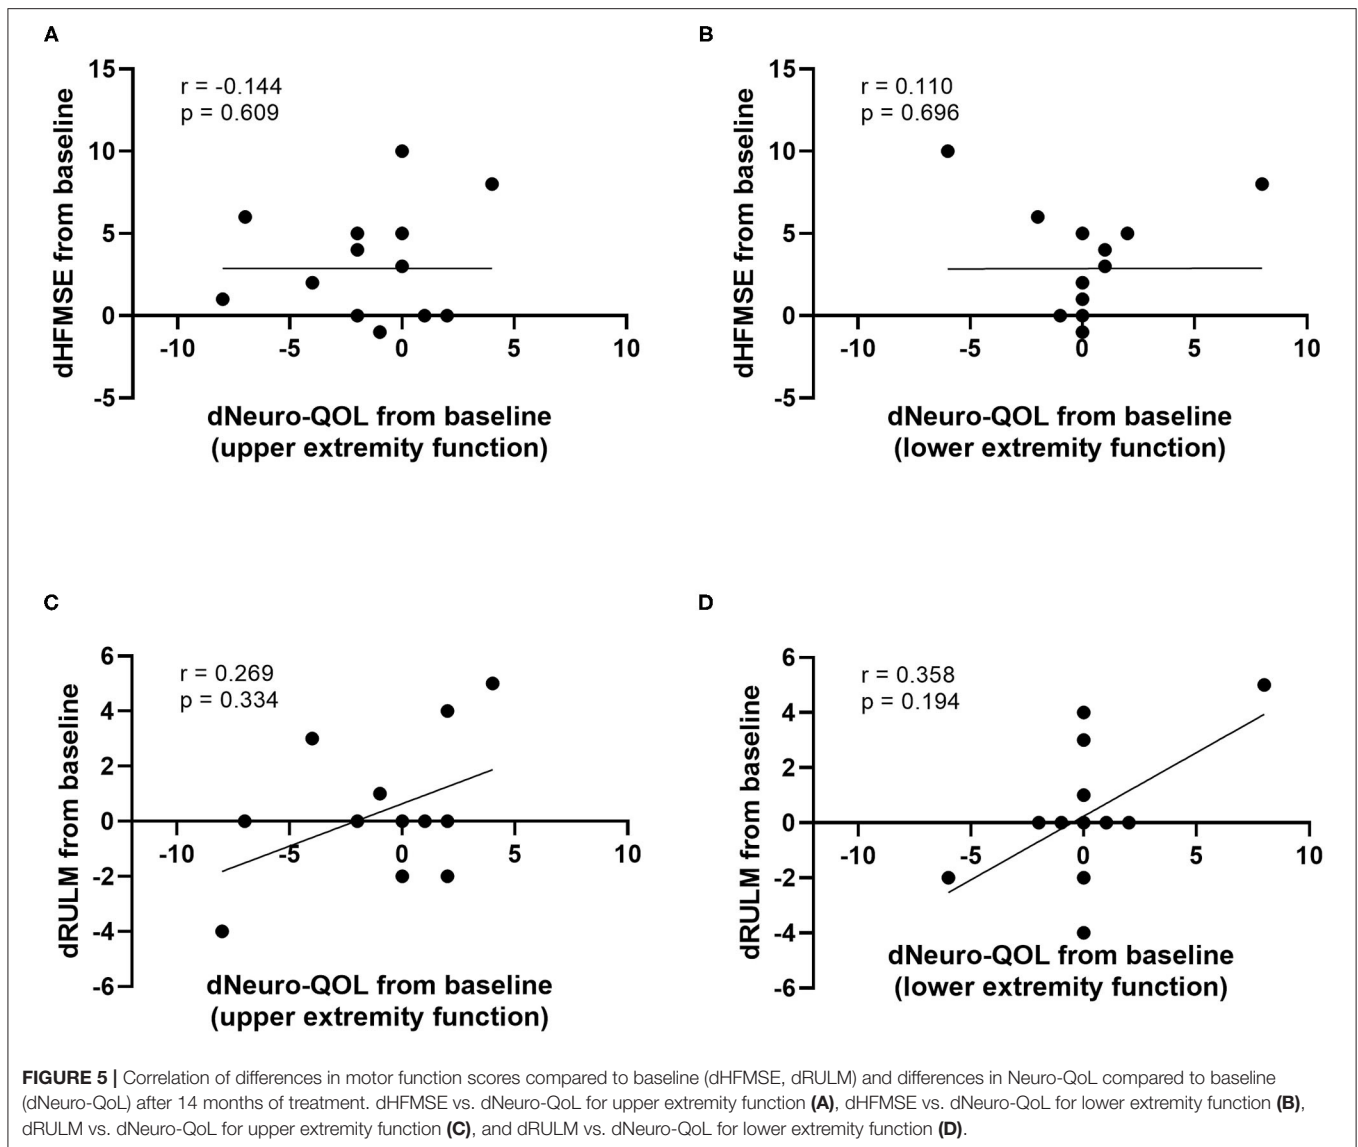 A
15
10
5
0
-5
-10
-5
0
5
10
r = -0.144
p = 0.609
dHFMSE from baseline
dNeuro-QOL from baseline
(upper extremity function)
B
15
10
5
0
-5
-10
-5
0
5
10
r = 0.110
p = 0.696
dHFMSE from baseline
dNeuro-QOL from baseline
(lower extremity function)
C
6
4
2
0
-2
-4
-6
-10
-5
0
5
10
r = 0.269
p = 0.334
dRULM from baseline
dNeuro-QOL from baseline
(upper extremity function)
D
6
4
2
0
-2
-4
-6
-10
-5
0
5
10
r = 0.358
p = 0.194
dRULM from baseline
dNeuro-QOL from baseline
(lower extremity function)
FIGURE 5 | Correlation of differences in motor function scores compared to baseline (dHFMSE, dRULM) and differences in Neuro-QoL compared to baseline
(dNeuro-QoL) after 14 months of treatment. dHFMSE vs. dNeuro-QoL for upper extremity function (A), dHFMSE vs. dNeuro-QoL for lower extremity function (B),
dRULM vs. dNeuro-QoL for upper extremity function (C), and dRULM vs. dNeuro-QoL for lower extremity function (D).